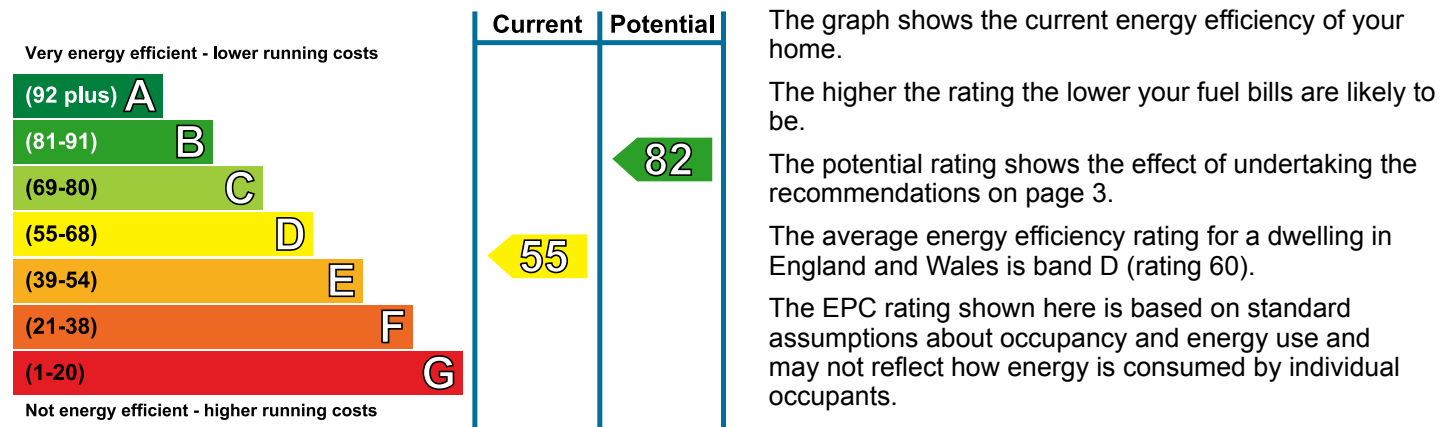 Current Potential
Very energy efficient - lower running costs
(92 plus) A
(81-91) B
82
(69-80) C
(55-68) D
55
(39-54) E
(21-38) F
(1-20) G
Not energy efficient - higher running costs
The graph shows the current energy efficiency of your
home.
The higher the rating the lower your fuel bills are likely to
be.
The potential rating shows the effect of undertaking the
recommendations on page 3.
The average energy efficiency rating for a dwelling in
England and Wales is band D (rating 60).
The EPC rating shown here is based on standard
assumptions about occupancy and energy use and
may not reflect how energy is consumed by individual
occupants.